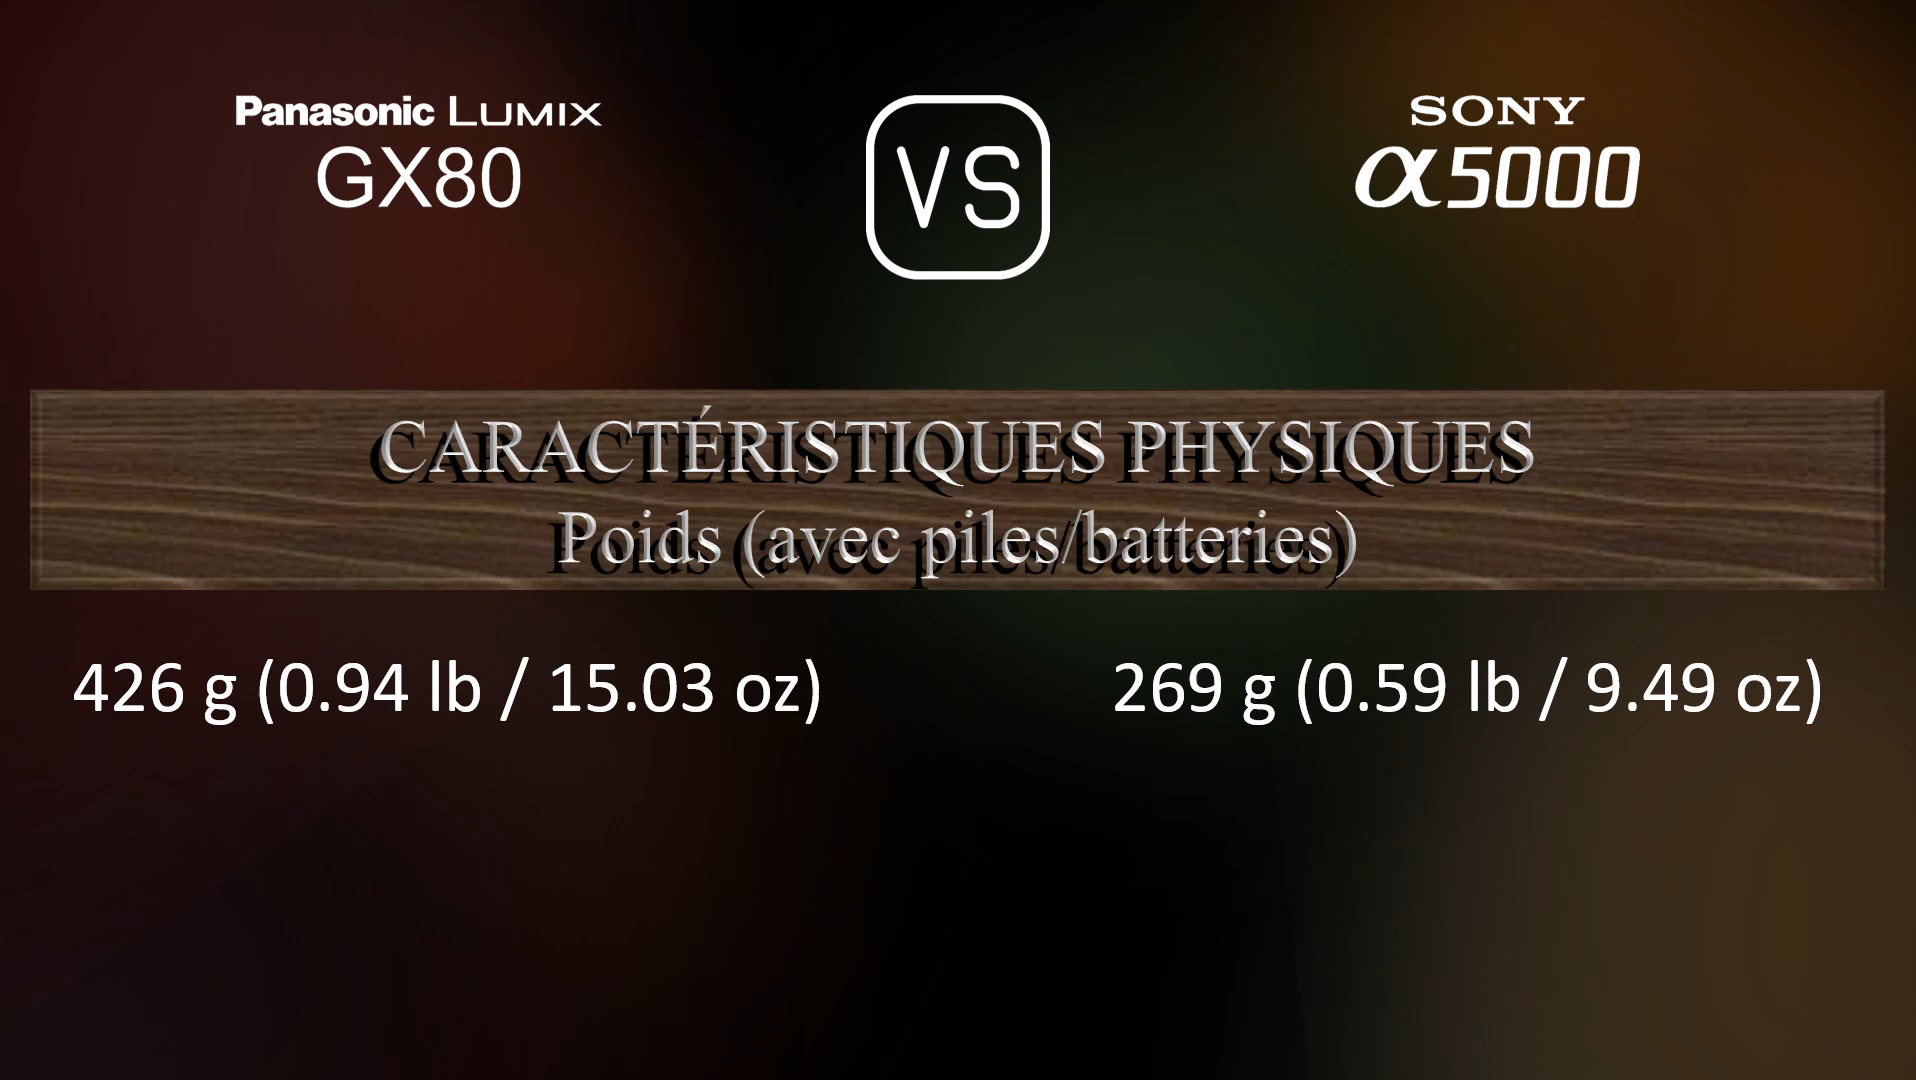 Panasonic LUMIX
GX80
VS
SONY
α5000
CARACTÉRISTIQUES PHYSIQUES
Poids (avec piles/batteries)
426 g (0.94 lb / 15.03 oz)
269 g (0.59 lb / 9.49 oz)